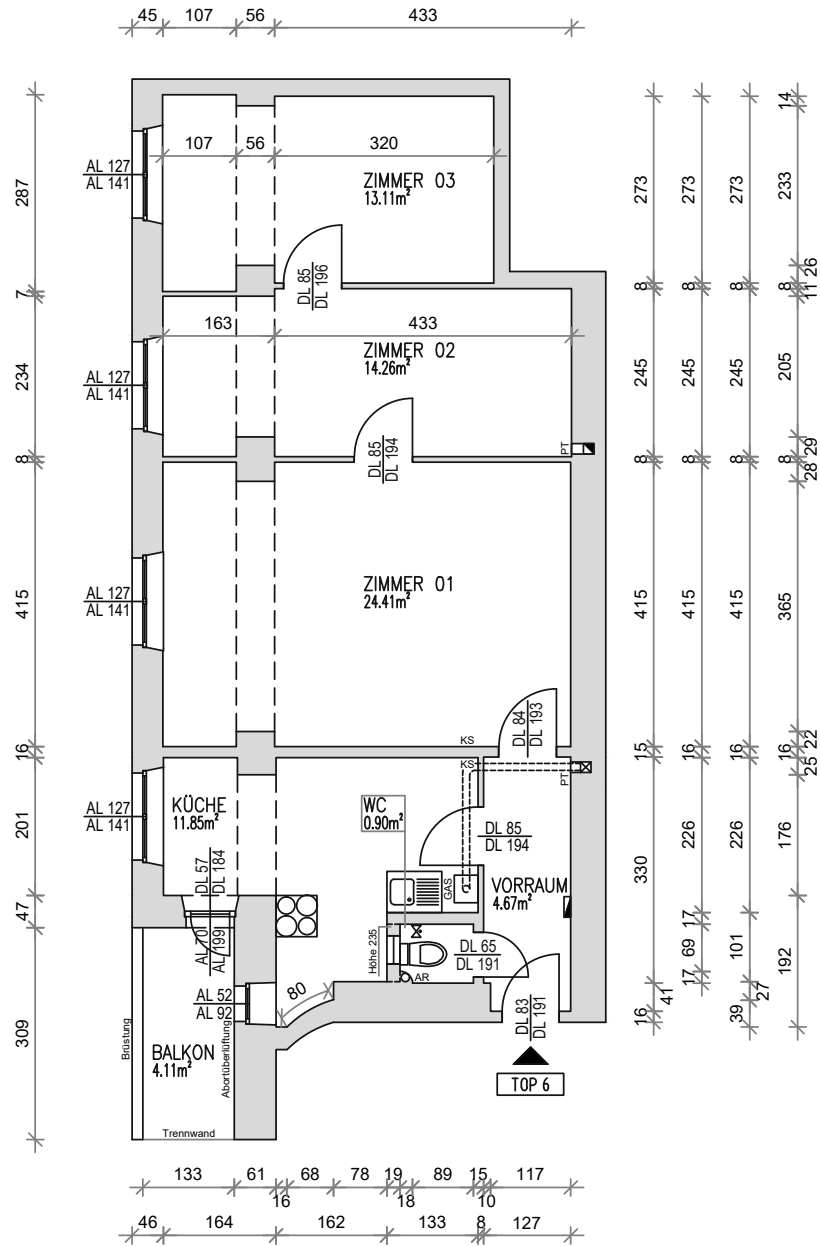 45 107 56 433
107 56 320
AL 127
AL 141
ZIMMER 03
13.11m²
DL 85
DL 196
163 433
AL 127
AL 141
ZIMMER 02
14.26m²
DL 85
DL 194
PT
AL 127
AL 141
ZIMMER 01
24.41m²
DL 84
DL 193
KS
KS
PT
AL 127
AL 141
KÜCHE
11.85m²
WC
0.90m²
DL 85
DL 194
DL 57
DL 184
GAS
VORRAUM
4.67m²
AL 70
AL 199
Höhe 235
DL 65
DL 191
AR
AL 52
AL 92
80
DL 83
DL 191
Brüstung
Abortüberlüftung
BALKON
4.11m²
TOP 6
Trennwand
287
7
234
8
415
16
201
47
309
273
8
245
8
415
15
330
41
16
273
8
245
8
415
16
226
17
69
17
273
8
245
8
415
16
226
101
27
39
14
233
26
8
11
205
29
8
28
365
22
16
25
176
192
133 61 68 78 19 89 15 117
16 18 10
46 164 162 133 8 127